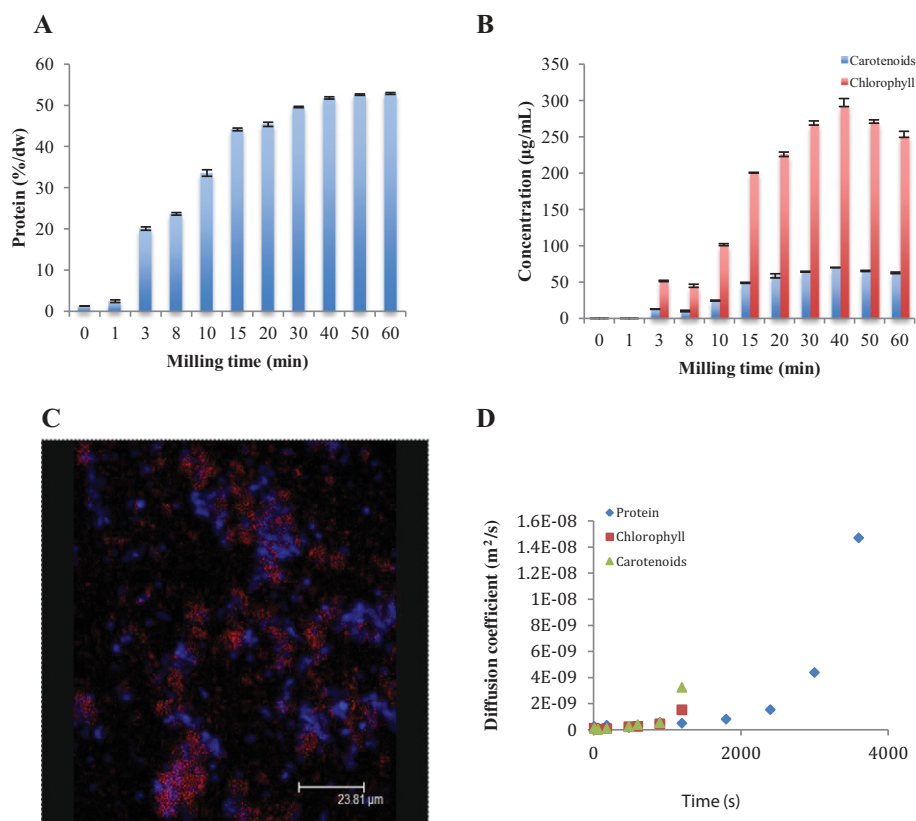 A
Protein (%/dw)
60
50
40
30
20
10
0
0 1 3 8 10 15 20 30 40 50 60
Milling time (min)
B
Concentration (µg/mL)
Carotenoids
Chlorophyll
350
300
250
200
150
100
50
0
0 1 3 8 10 15 20 30 40 50 60
Milling time (min)
C
23.81 µm
D
Diffusion coefficient (m²/s)
Protein
Chlorophyll
Carotenoids
1.6E-08
1.4E-08
1.2E-08
1E-08
8E-09
6E-09
4E-09
2E-09
0
0 2000 4000
Time (s)